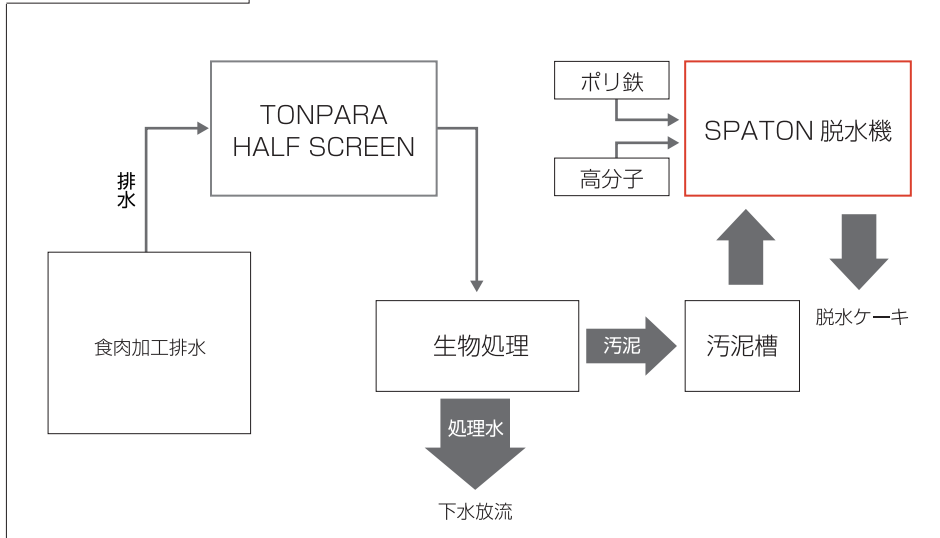 TONPARA
HALF SCREEN
排水
食肉加工排水
生物処理
処理水
下水放流
汚泥
汚泥槽
ポリ鉄
高分子
SPATON 脱水機
脱水ケーキ